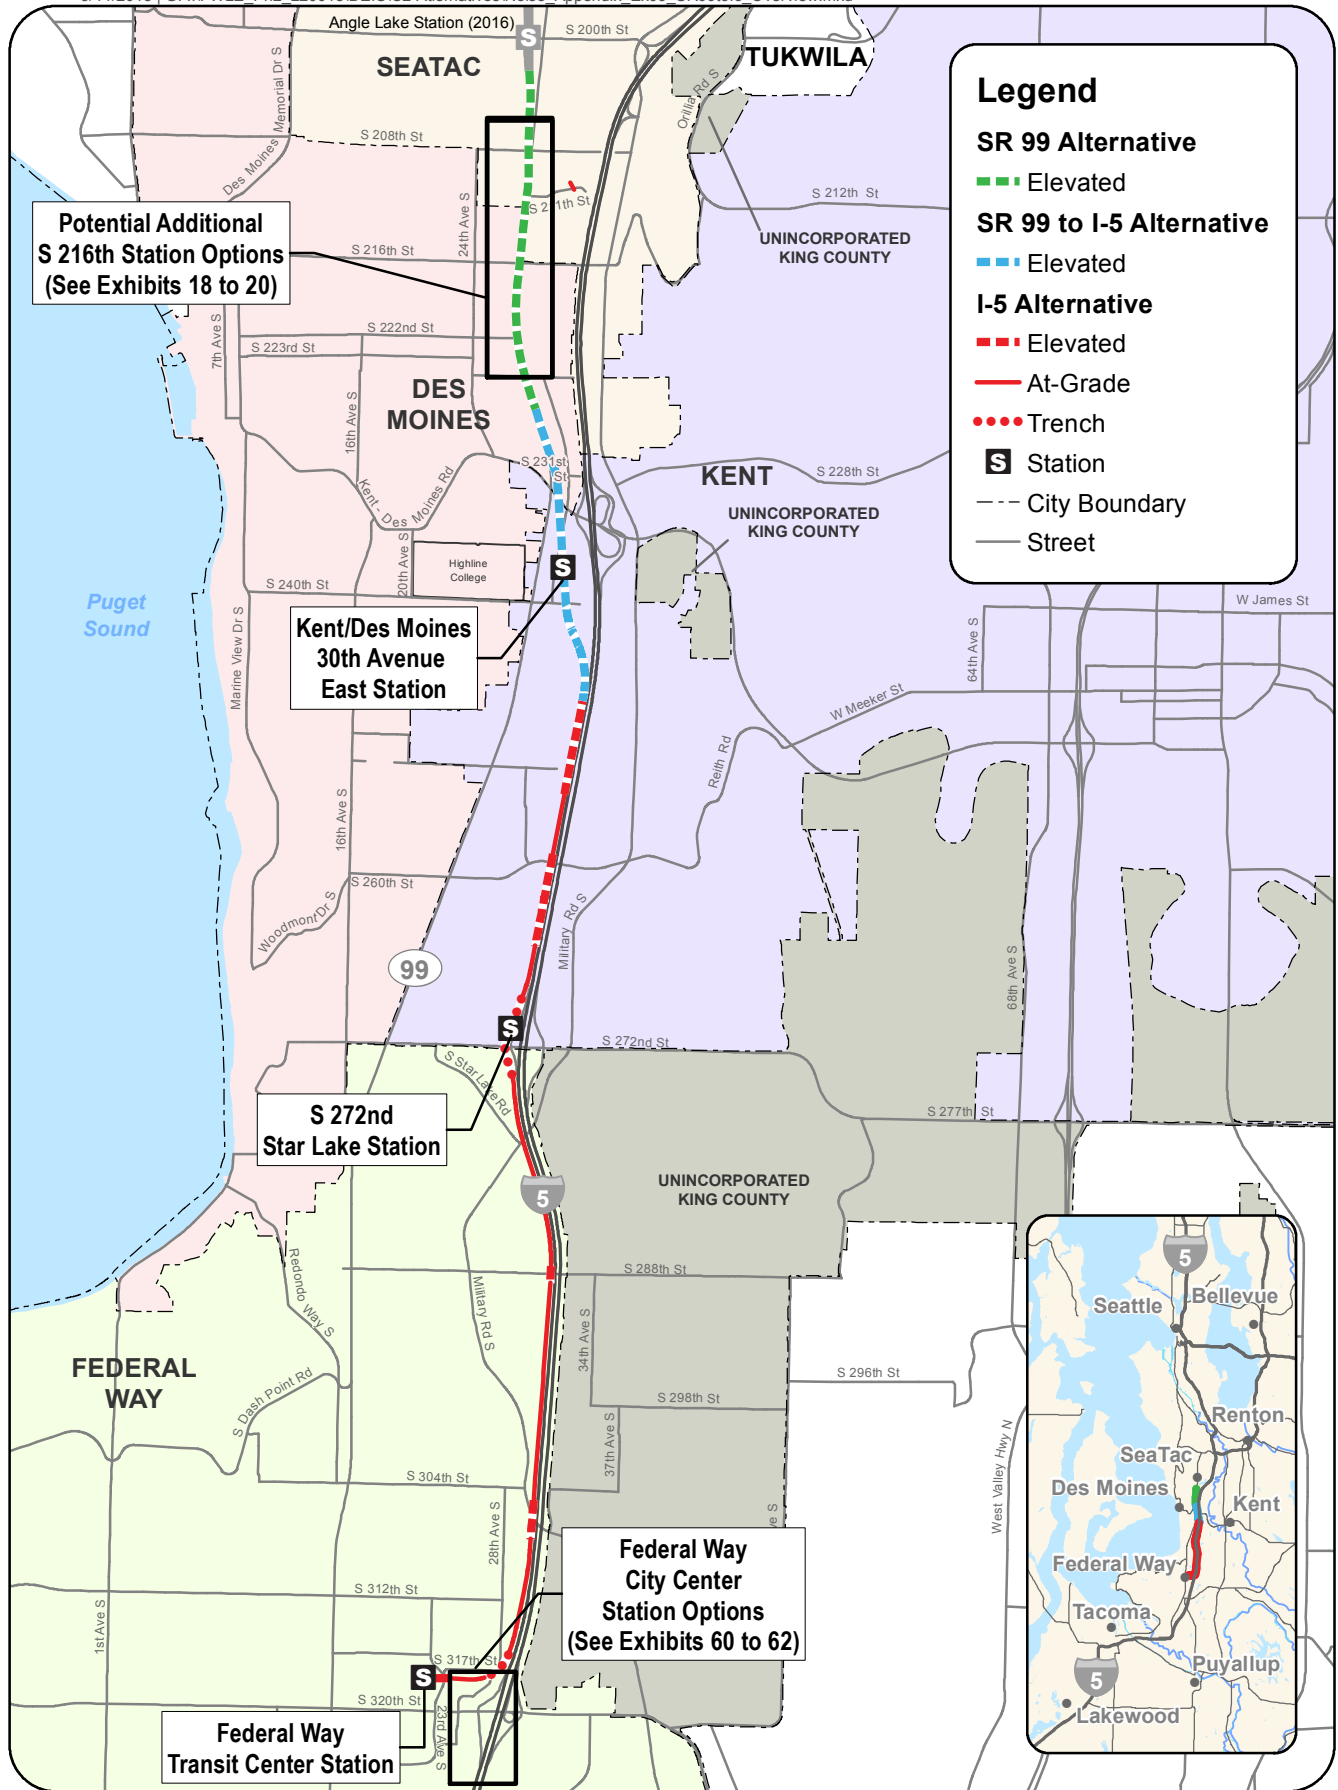 Angle Lake Station (2016)
S
S 200th St
SEATAC
TUKWILA
Des Moines Memorial Dr S
Orillia Rd S
S 208th St
24th Ave S
S 211th St
S 212th St
UNINCORPORATED
KING COUNTY
Potential Additional
S 216th Station Options
(See Exhibits 18 to 20)
S 216th St
7th Ave S
S 222nd St
S 223rd St
DES
MOINES
16th Ave S
S 231st
St
Kent - Des Moines Rd
KENT
S 228th St
UNINCORPORATED
KING COUNTY
20th Ave S
Highline
College
S
S 240th St
Puget
Sound
Marine View Dr S
Kent/Des Moines
30th Avenue
East Station
W James St
64th Ave S
W Meeker St
Reith Rd
16th Ave S
S 260th St
Woodmont Dr S
Military Rd S
68th Ave S
99
S
S 272nd St
S Star Lake Rd
S 272nd
Star Lake Station
S 277th St
5
UNINCORPORATED
KING COUNTY
Redondo Way S
Military Rd S
S 288th St
34th Ave S
FEDERAL
WAY
S Dash Point Rd
S 296th St
S 298th St
37th Ave S
West Valley Hwy N
S 304th St
28th Ave S
Federal Way
City Center
Station Options
(See Exhibits 60 to 62)
S 312th St
1st Ave S
S 317th St
S
S 320th St
23rd Ave S
Federal Way
Transit Center Station
Legend
SR 99 Alternative
Elevated
SR 99 to I-5 Alternative
Elevated
I-5 Alternative
Elevated
At-Grade
Trench
S Station
City Boundary
Street
5
Seattle
Bellevue
Renton
SeaTac
Des Moines
Kent
Federal Way
Tacoma
5
Puyallup
Lakewood